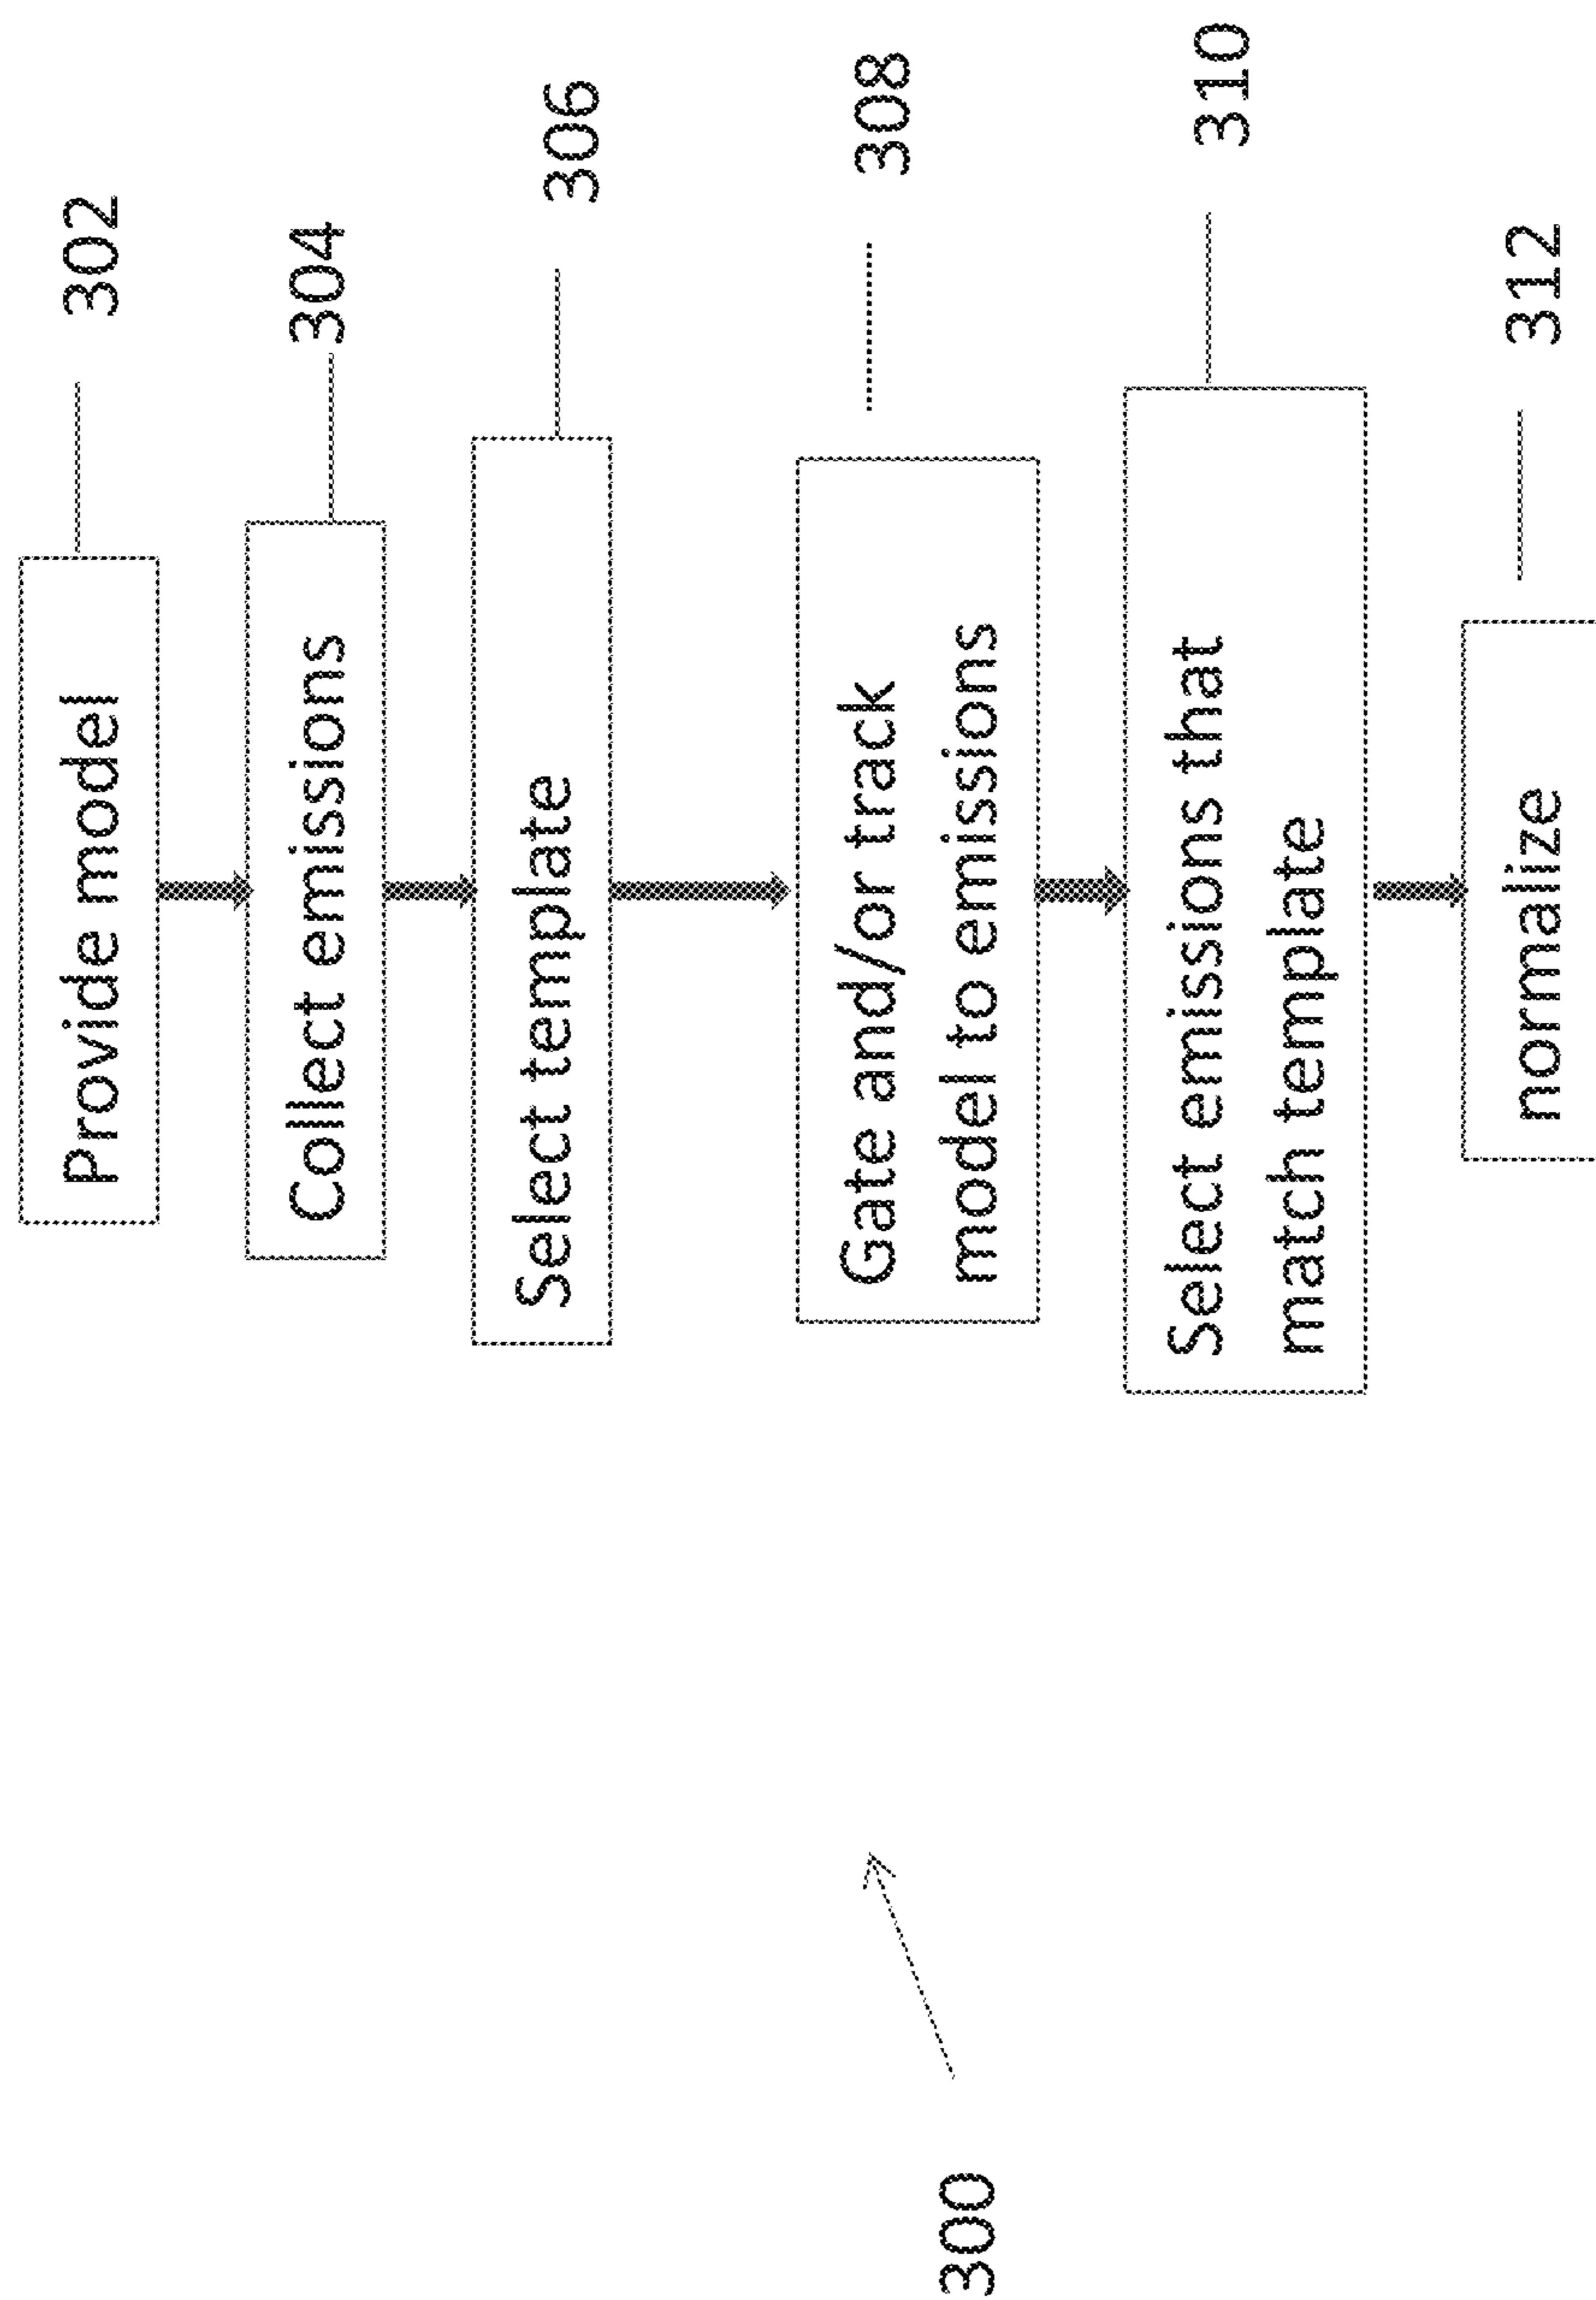 Provide model
302
Collect emissions
304
Select template
306
Gate and/or track
model to emissions
308
Select emissions that
match template
310
normalize
312
300